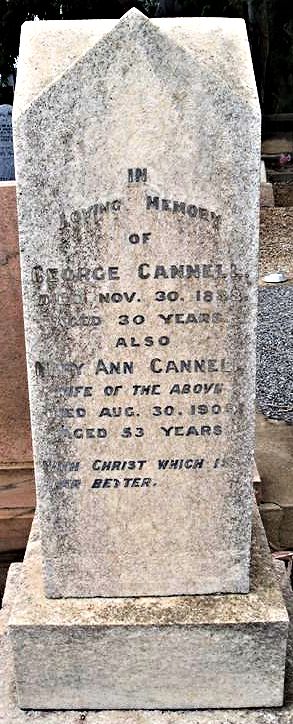 IN
LOVING MEMORY
OF
GEORGE CANNELL
DIED NOV. 30.
AGED 30 YEARS
ALSO
MARY ANN CANNELL
WIFE OF THE ABOVE
DIED AUG. 30.
AGED 53 YEARS
WITH CHRIST WHICH IS
FAR BETTER.